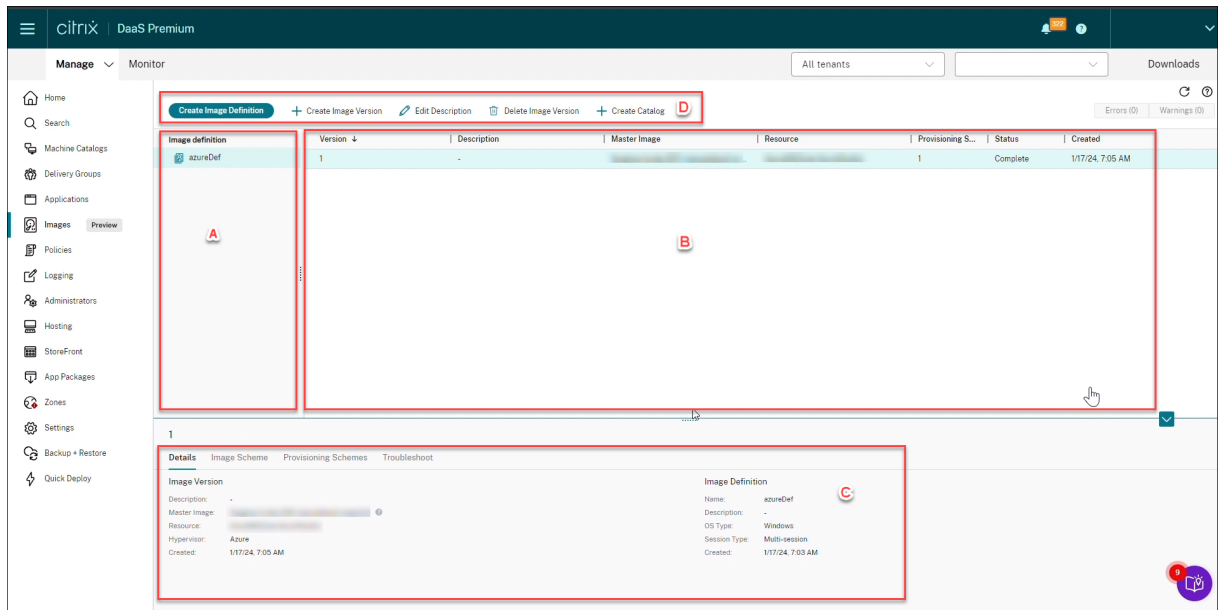 citrix | DaaS Premium
322
Manage
Monitor
All tenants
Downloads
Home
Search
Machine Catalogs
Delivery Groups
Applications
Images Preview
Policies
Logging
Administrators
Hosting
StoreFront
App Packages
Zones
Settings
Backup + Restore
Quick Deploy
Create Image Definition
Create Image Version
Edit Description
Delete Image Version
Create Catalog
D
Errors (0)
Warnings (0)
Image definition
azureDef
A
Version ↓ | Description | Master Image | Resource | Provisioning S... | Status | Created
1 - 1 Complete 1/17/24, 7:05 AM
B
1
Details Image Scheme Provisioning Schemes Troubleshoot
Image Version
Description: -
Master Image:
Resource:
Hypervisor: Azure
Created: 1/17/24, 7:05 AM
Image Definition
Name: azureDef
Description: -
OS Type: Windows
Session Type: Multi-session
Created: 1/17/24, 7:03 AM
C
9